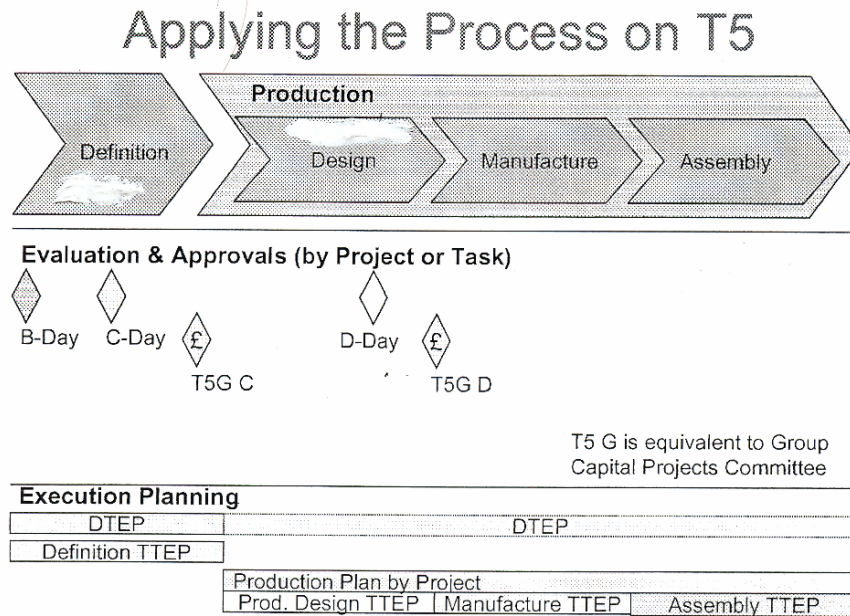 Applying the Process on T5
Production
Definition
Design
Manufacture
Assembly
Evaluation & Approvals (by Project or Task)
B-Day
C-Day
£
T5G C
D-Day
£
T5G D
T5 G is equivalent to Group
Capital Projects Committee
Execution Planning
DTEP
DTEP
Definition TTEP
Production Plan by Project
Prod. Design TTEP
Manufacture TTEP
Assembly TTEP